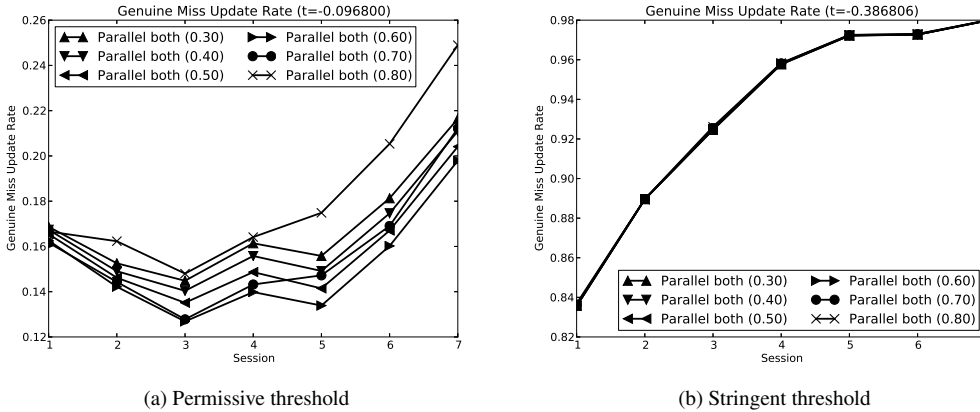 Genuine Miss Update Rate (t=-0.096800)
0.26
0.24
0.22
0.20
0.18
0.16
0.14
0.12
Genuine Miss Update Rate
Parallel both (0.30)
Parallel both (0.40)
Parallel both (0.50)
Parallel both (0.60)
Parallel both (0.70)
Parallel both (0.80)
1 2 3 4 5 6 7
Session
(a) Permissive threshold
Genuine Miss Update Rate (t=-0.386806)
0.98
0.96
0.94
0.92
0.90
0.88
0.86
0.84
0.82
Genuine Miss Update Rate
Parallel both (0.30)
Parallel both (0.40)
Parallel both (0.50)
Parallel both (0.60)
Parallel both (0.70)
Parallel both (0.80)
1 2 3 4 5 6
Session
(b) Stringent threshold